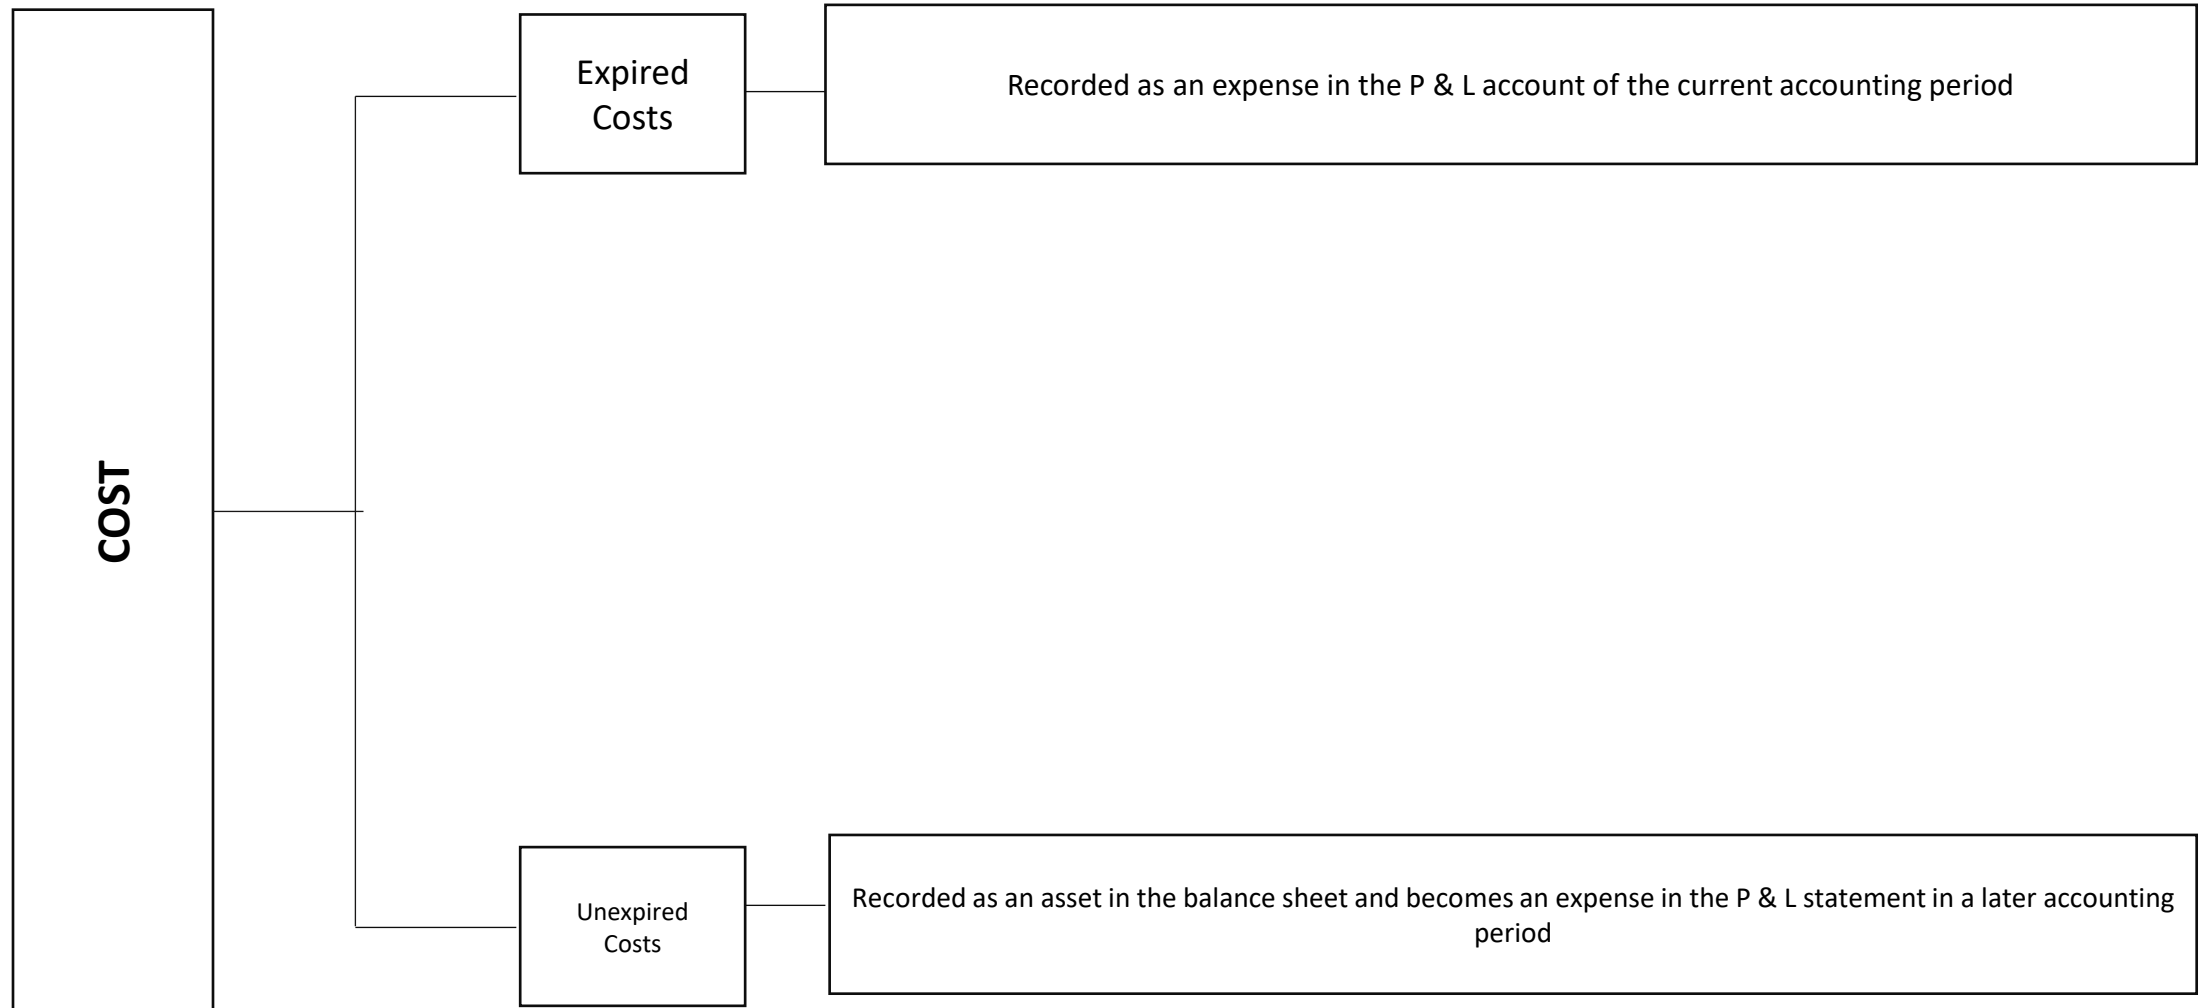 COST
Expired
Costs
Recorded as an expense in the P & L account of the current accounting period
Unexpired
Costs
Recorded as an asset in the balance sheet and becomes an expense in the P & L statement in a later accounting
period